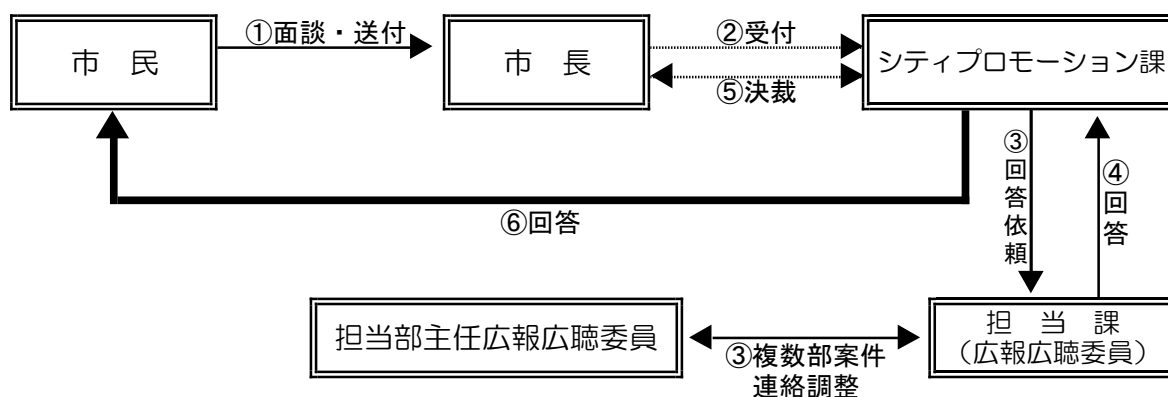 ①面談・送付
②受付
市　民
市　長
シティプロモーション課
⑤決裁
③回答依頼
④回答
⑥回答
担当部主任広報広聴委員
担　当　課
（広報広聴委員）
③複数部案件
連絡調整